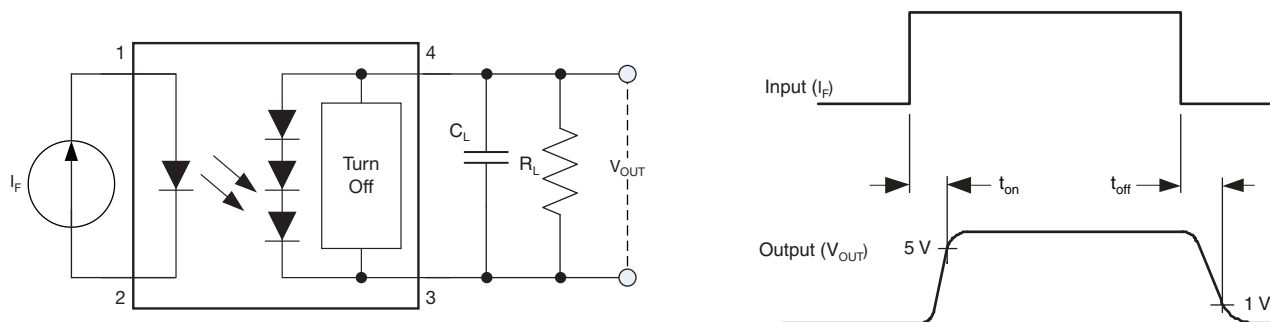 1
4
I_F
Turn
Off
C_L
R_L
V_OUT
2
3
Input (I_F)
t_on
t_off
Output (V_OUT)
5 V
1 V